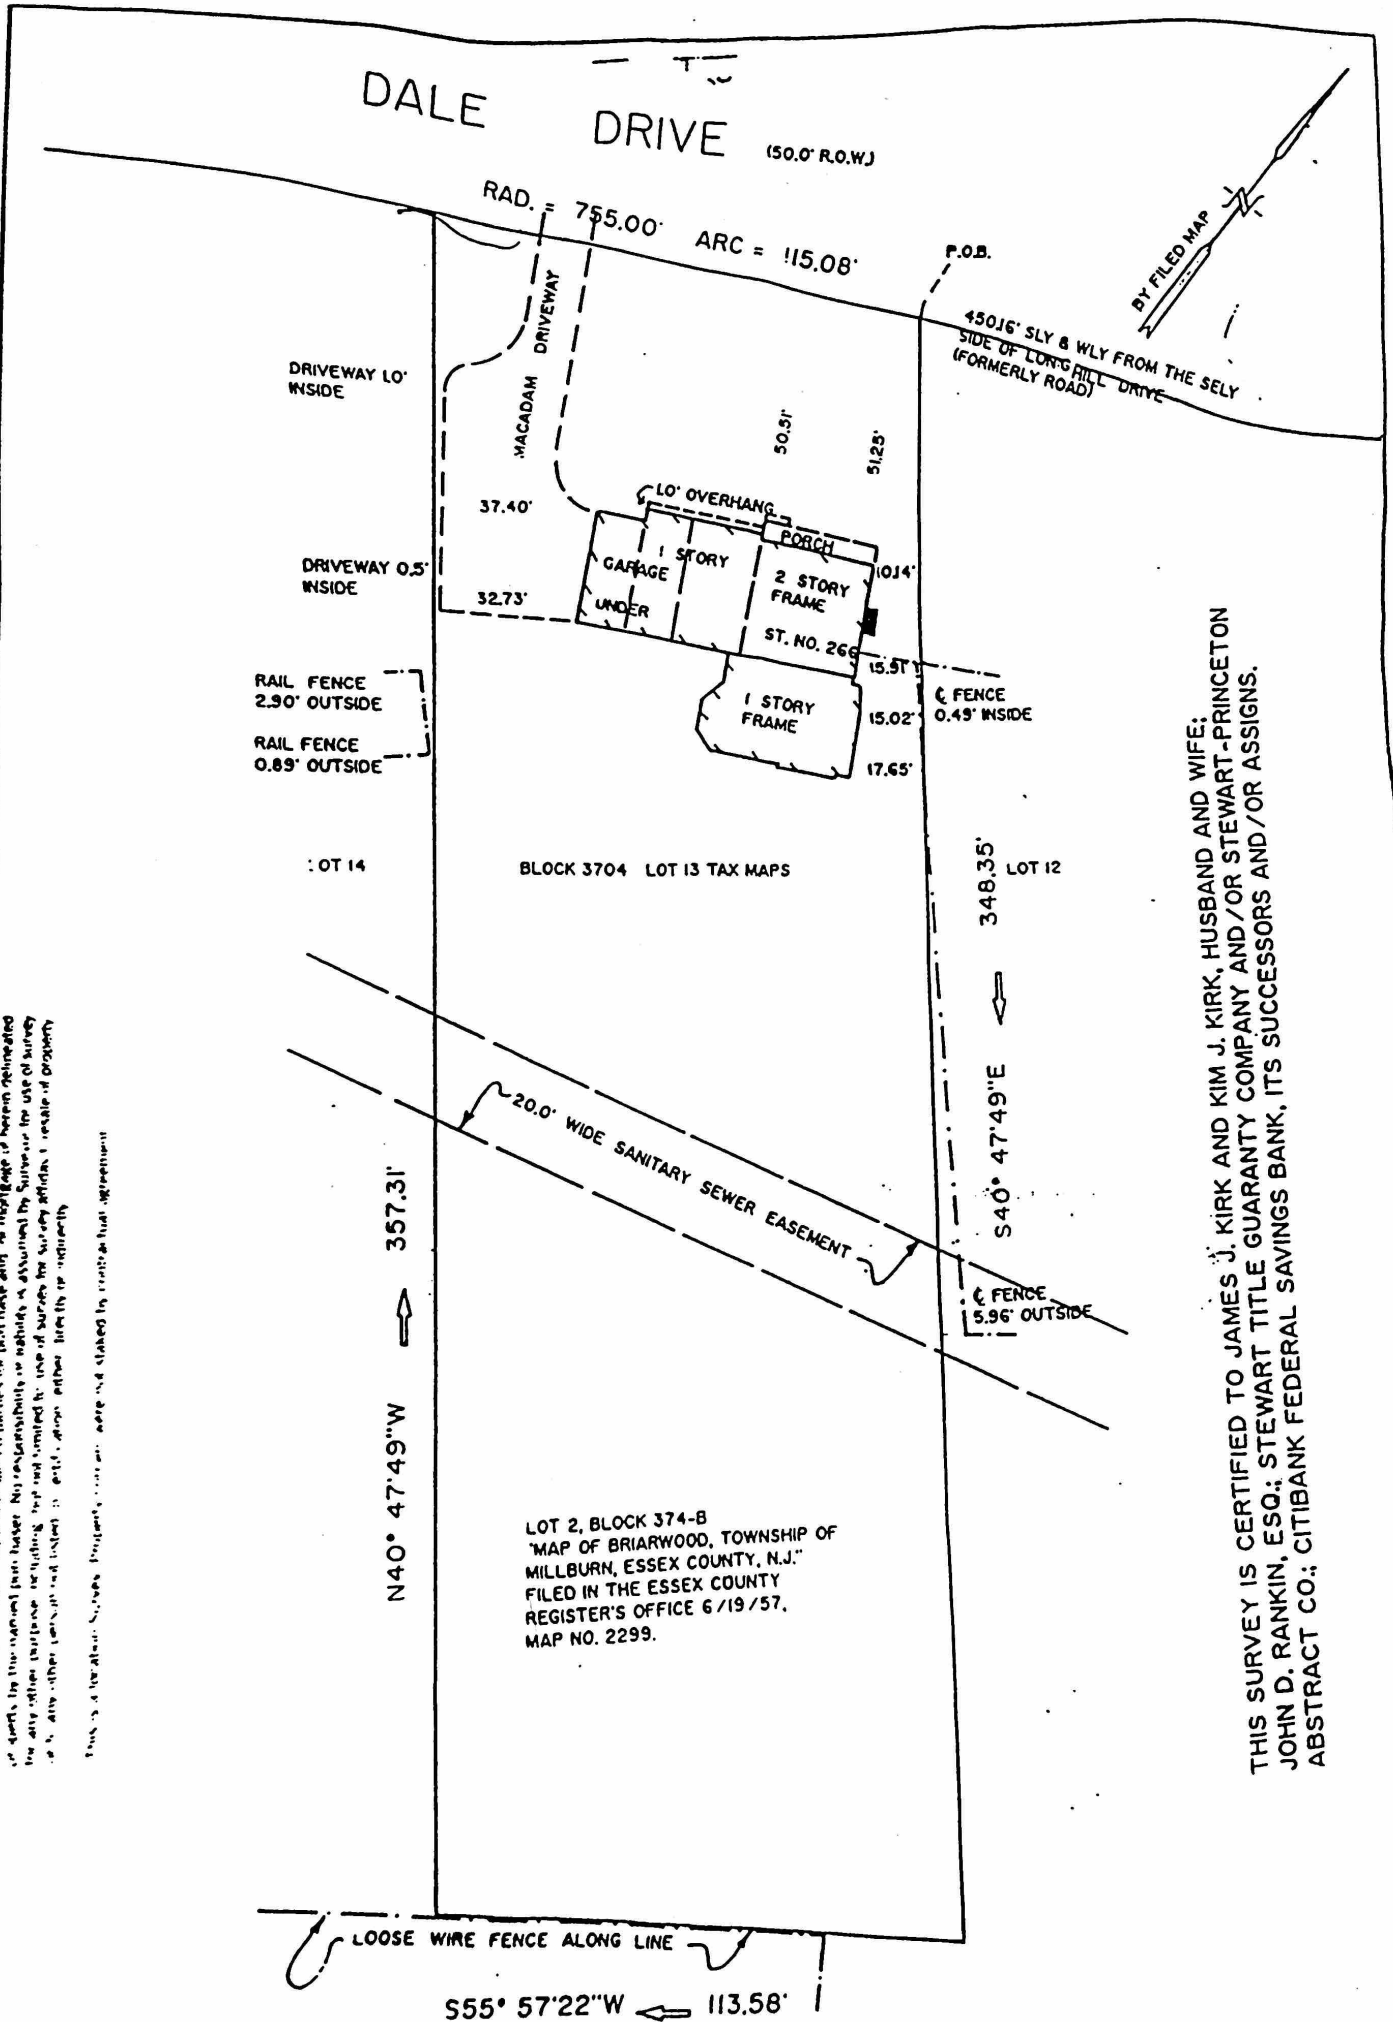 DALE DRIVE (50.0' R.O.W.)
RAD. = 755.00' ARC = 115.08'
P.O.B.
BY FILED MAP
450.16' SLY & WLY FROM THE SELY
SIDE OF LONG HILL DRIVE
(FORMERLY ROAD)
MACADAM DRIVEWAY
DRIVEWAY 1.0'
INSIDE
50.51'
51.25'
37.40'
1.0' OVERHANG
PORCH
1 STORY
GARAGE
UNDER
2 STORY
FRAME
ST. NO. 266
10.14'
DRIVEWAY 0.5'
INSIDE
32.73'
15.91'
RAIL FENCE
2.90' OUTSIDE
RAIL FENCE
0.89' OUTSIDE
1 STORY
FRAME
15.02'
17.65'
℄ FENCE
0.49' INSIDE
LOT 14
BLOCK 3704 LOT 13 TAX MAPS
348.35'
LOT 12
S40° 47'49"E
20.0' WIDE SANITARY SEWER EASEMENT
℄ FENCE
5.96' OUTSIDE
357.31'
N40° 47'49"W
LOT 2, BLOCK 374-B
"MAP OF BRIARWOOD, TOWNSHIP OF
MILLBURN, ESSEX COUNTY, N.J."
FILED IN THE ESSEX COUNTY
REGISTER'S OFFICE 6/19/57.
MAP NO. 2299.
LOOSE WIRE FENCE ALONG LINE
S55° 57'22"W 113.58'
THIS SURVEY IS CERTIFIED TO JAMES J. KIRK AND KIM J. KIRK, HUSBAND AND WIFE;
JOHN D. RANKIN, ESQ.; STEWART TITLE GUARANTY COMPANY AND/OR STEWART-PRINCETON
ABSTRACT CO.; CITIBANK FEDERAL SAVINGS BANK, ITS SUCCESSORS AND/OR ASSIGNS.